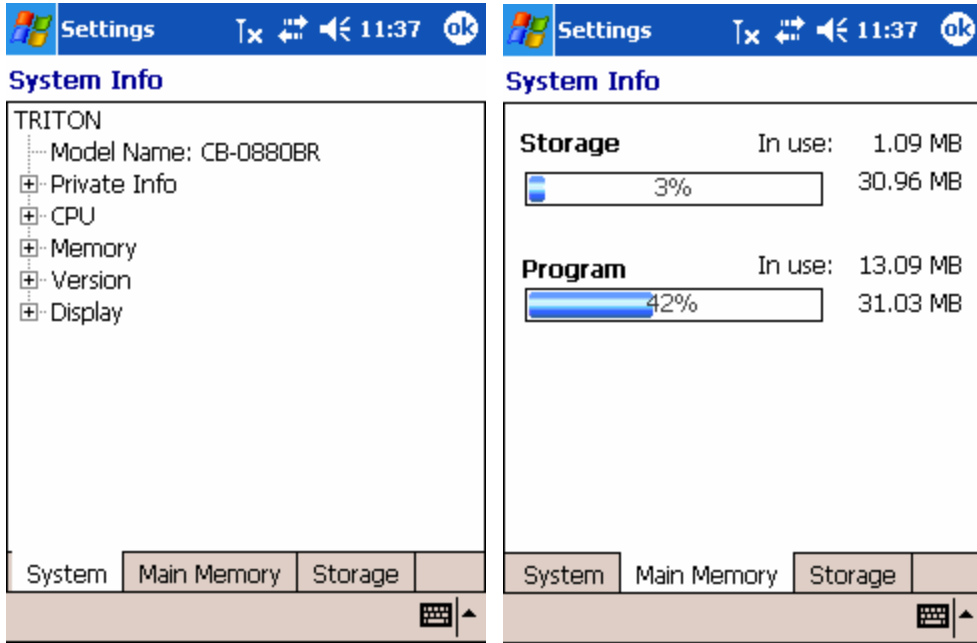 Settings 11:37 ok
System Info
TRITON
Model Name: CB-0880BR
Private Info
CPU
Memory
Version
Display
System Main Memory Storage
Settings 11:37 ok
System Info
Storage In use: 1.09 MB
3% 30.96 MB
Program In use: 13.09 MB
42% 31.03 MB
System Main Memory Storage